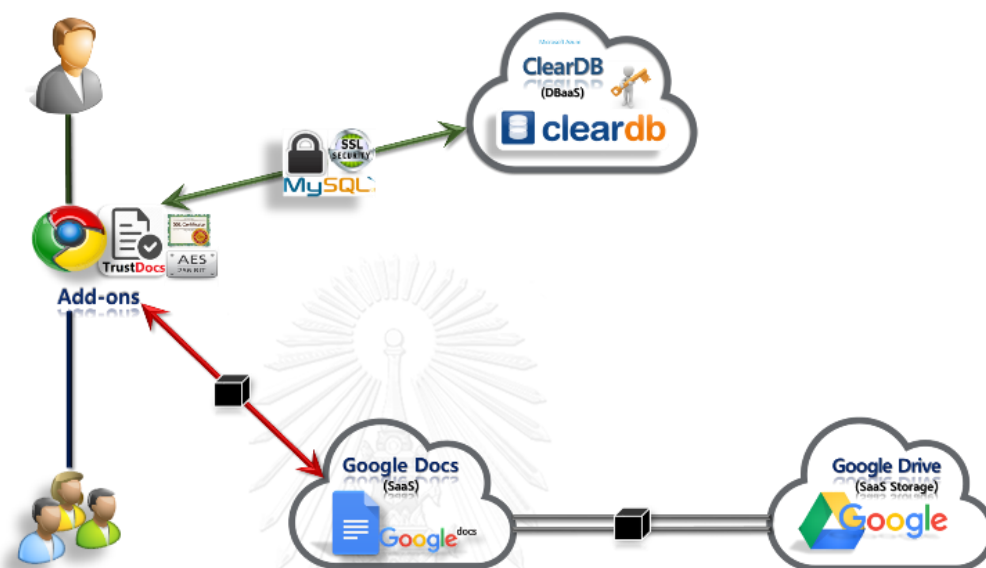 Microsoft Azure
ClearDB
(DBaaS)
cleardb
SSL
SECURITY
MySQL
TrustDocs
SSL Certificate
AES
256 BIT
Add-ons
Google Docs
(SaaS)
Google docs
Google Drive
(SaaS Storage)
Google